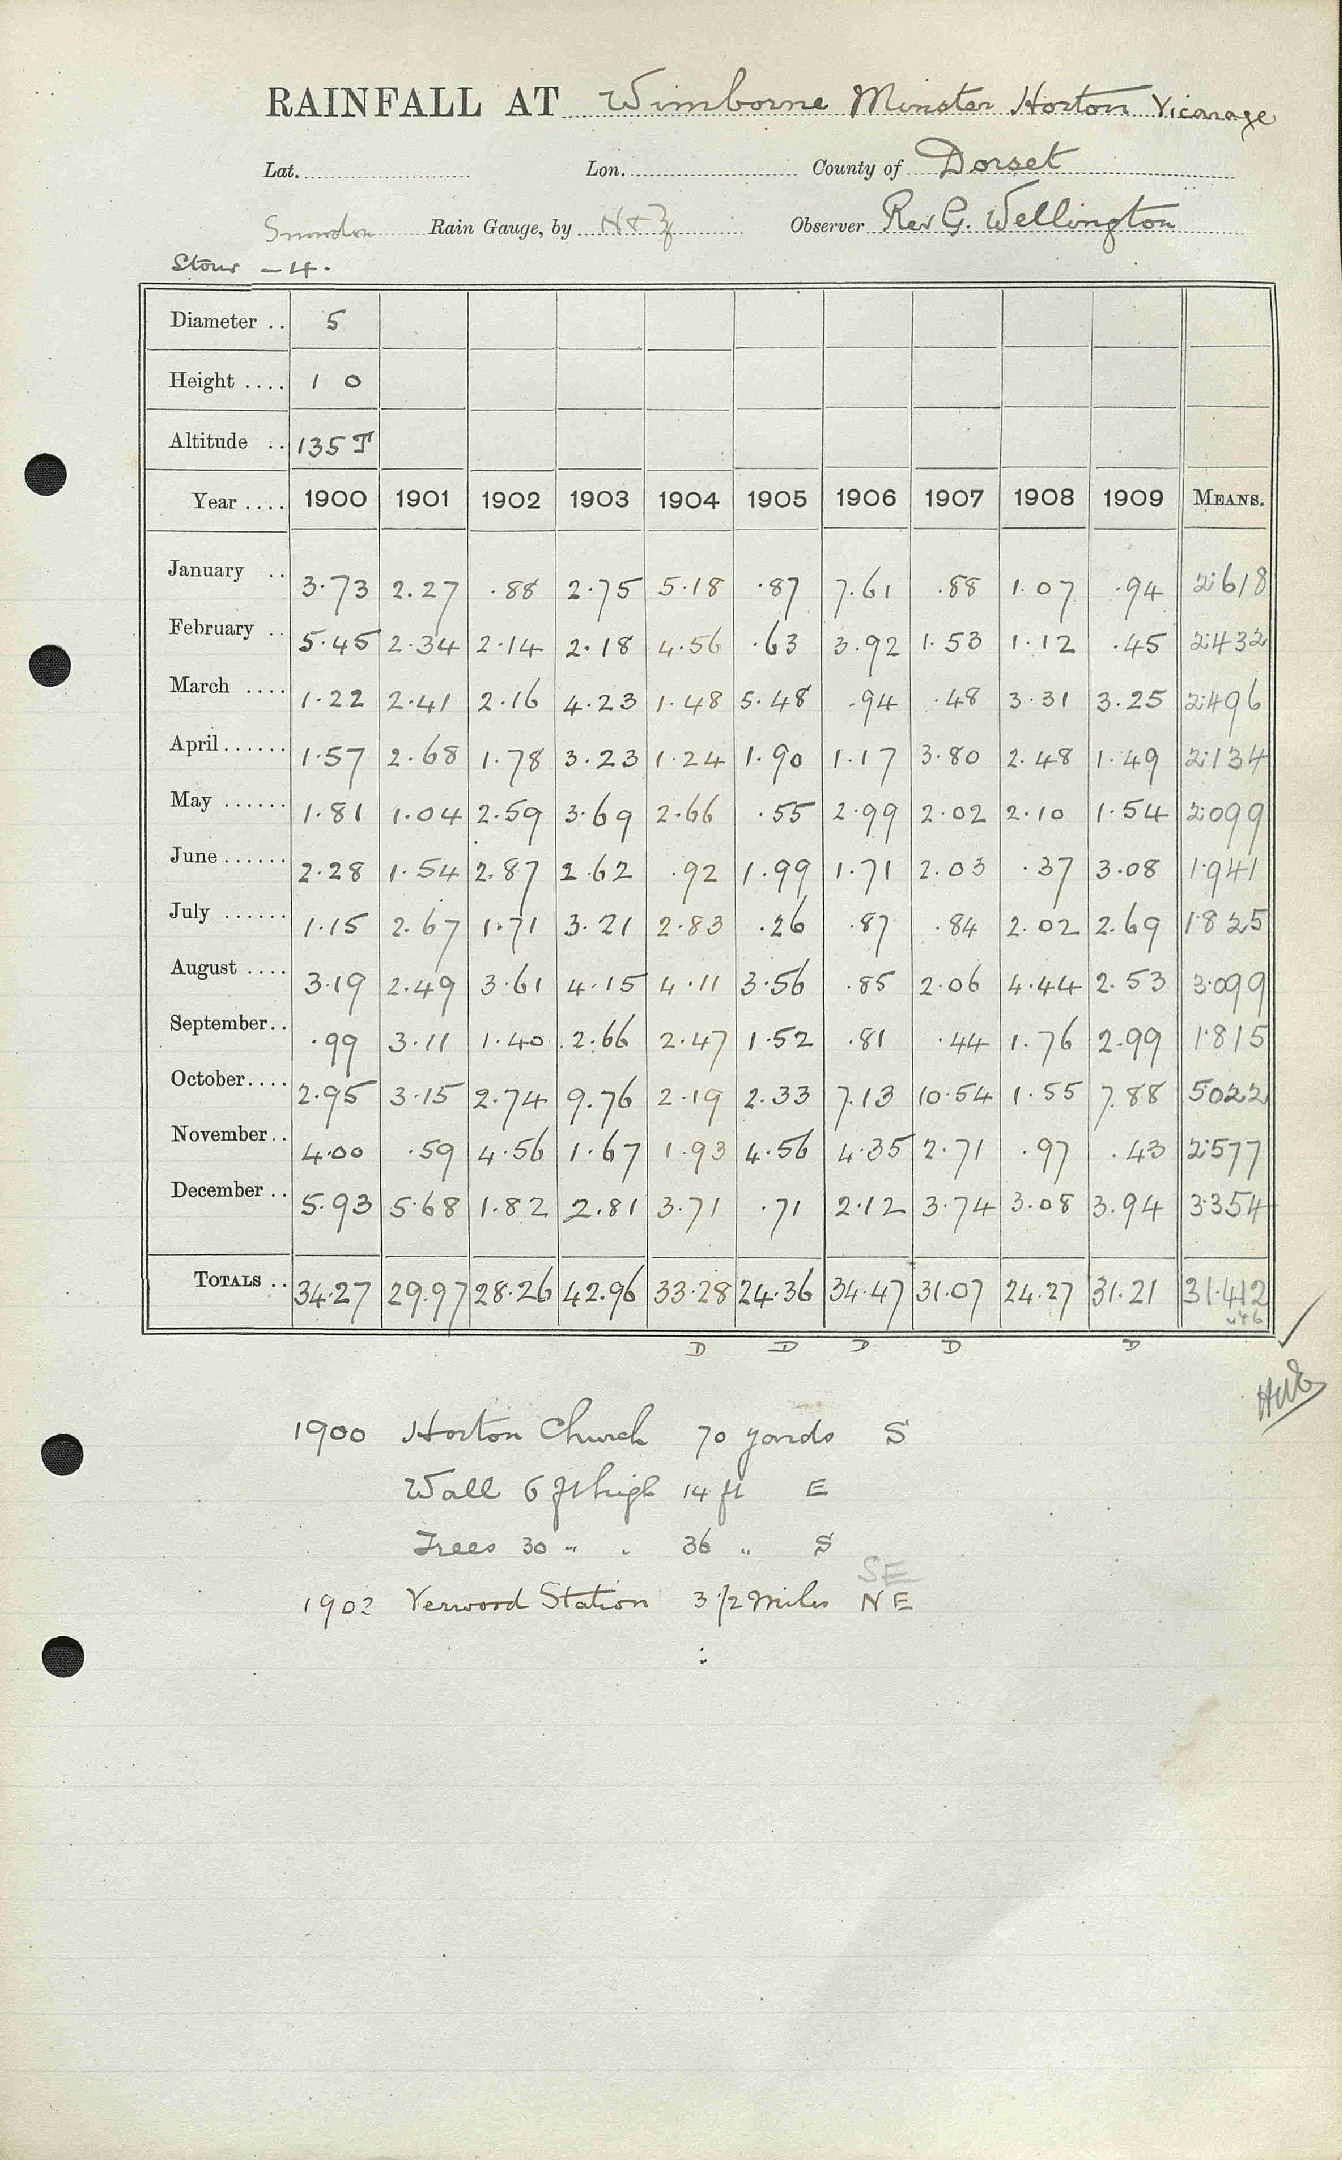 RAINFALL AT Wimborne Minster Horton Vicarage
Lat. Lon. County of Dorset
Snowdon Rain Gauge, by N & Z Observer Rev G. Wellington
Stour - 4.
Diameter .. 5
Height .... 1 0
Altitude .. 135 T
Year .... 1900 1901 1902 1903 1904 1905 1906 1907 1908 1909 MEANS.
January .. 3.73 2.27 .88 2.75 5.18 .87 7.61 .88 1.07 .94 2.618
February .. 5.45 2.34 2.14 2.18 4.56 .63 3.92 1.53 1.12 .45 2.432
March .... 1.22 2.41 2.16 4.23 1.48 5.48 .94 .48 3.31 3.25 2.496
April ...... 1.57 2.68 1.78 3.23 1.24 1.90 1.17 3.80 2.48 1.49 2.134
May ...... 1.81 1.04 2.59 3.69 2.66 .55 2.99 2.02 2.10 1.54 2.099
June ...... 2.28 1.54 2.87 2.62 .92 1.99 1.71 2.03 .37 3.08 1.941
July ...... 1.15 2.67 1.71 3.21 2.83 .26 .87 .84 2.02 2.69 1.825
August .... 3.19 2.49 3.61 4.15 4.11 3.56 .85 2.06 4.44 2.53 3.099
September.. .99 3.11 1.40 2.66 2.47 1.52 .81 .44 1.76 2.99 1.815
October.... 2.95 3.15 2.74 9.76 2.19 2.33 7.13 10.54 1.55 7.88 5.022
November.. 4.00 .59 4.56 1.67 1.93 4.56 4.35 2.71 .97 .43 2.577
December .. 5.93 5.68 1.82 2.81 3.71 .71 2.12 3.74 3.08 3.94 3.354
TOTALS .. 34.27 29.97 28.26 42.96 33.28 24.36 34.47 31.07 24.27 31.21 31.412
D D D D D
1900 Horton Church 70 yards S
Wall 6 ft high 14 ft E
Trees 30 " " 36 " S
SE
1902 Verwood Station 3 1/2 Miles NE